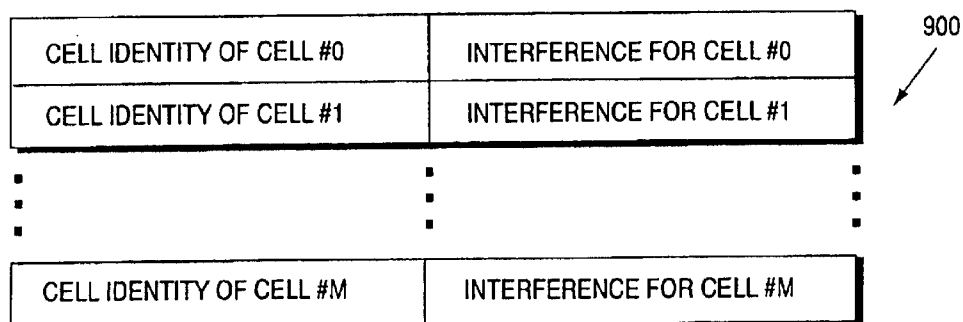 900
CELL IDENTITY OF CELL #0 INTERFERENCE FOR CELL #0
CELL IDENTITY OF CELL #1 INTERFERENCE FOR CELL #1
CELL IDENTITY OF CELL #M INTERFERENCE FOR CELL #M